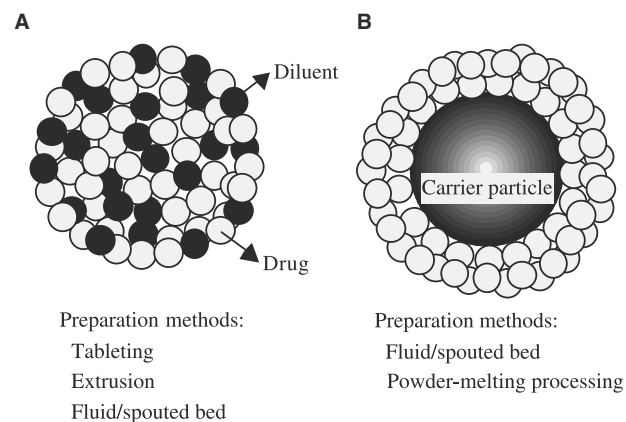 A
Diluent
Drug
Preparation methods:
Tableting
Extrusion
Fluid/spouted bed
B
Carrier particle
Preparation methods:
Fluid/spouted bed
Powder-melting processing